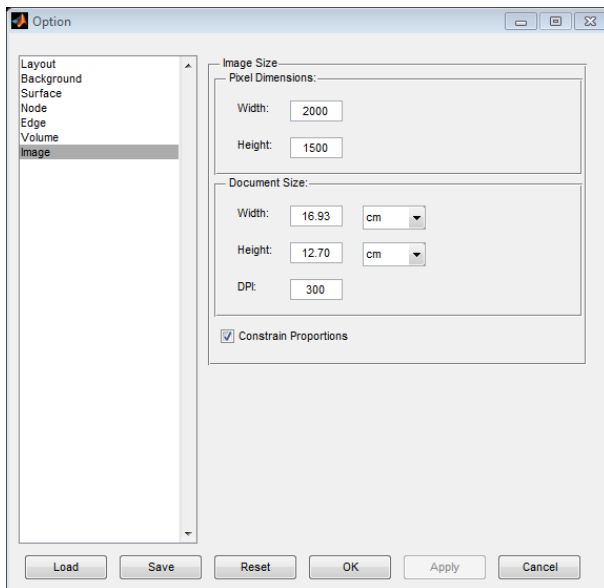 Option
Layout
Background
Surface
Node
Edge
Volume
Image
Image Size
Pixel Dimensions:
Width: 2000
Height: 1500
Document Size:
Width: 16.93 cm
Height: 12.70 cm
DPI: 300
Constrain Proportions
Load Save Reset OK Apply Cancel